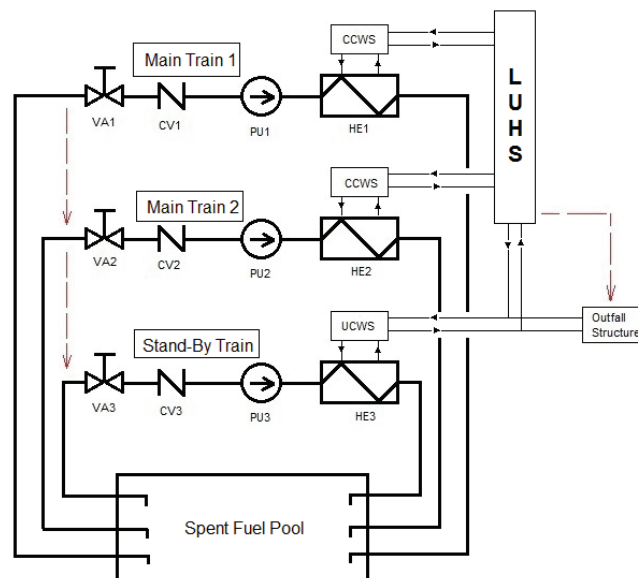 CCWS
Main Train 1
VA1
CV1
PU1
HE1
L
U
H
S
CCWS
Main Train 2
VA2
CV2
PU2
HE2
UCWS
Outfall
Structure
Stand-By Train
VA3
CV3
PU3
HE3
Spent Fuel Pool